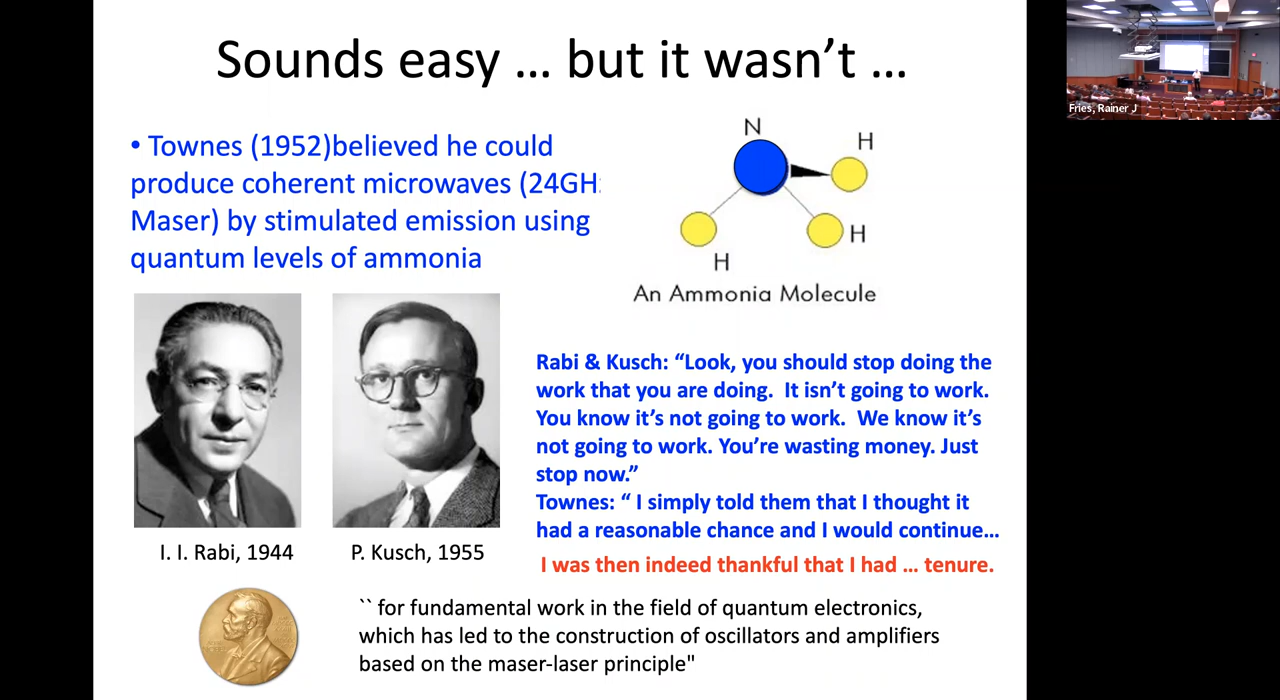 Sounds easy … but it wasn’t …
Fries, Rainer J
• Townes (1952)believed he could
produce coherent microwaves (24GH
Maser) by stimulated emission using
quantum levels of ammonia
N
H
H
H
An Ammonia Molecule
Rabi & Kusch: “Look, you should stop doing the
work that you are doing. It isn’t going to work.
You know it’s not going to work. We know it’s
not going to work. You’re wasting money. Just
stop now.”
Townes: “ I simply told them that I thought it
had a reasonable chance and I would continue…
I was then indeed thankful that I had … tenure.
I. I. Rabi, 1944
P. Kusch, 1955
`` for fundamental work in the field of quantum electronics,
which has led to the construction of oscillators and amplifiers
based on the maser-laser principle"